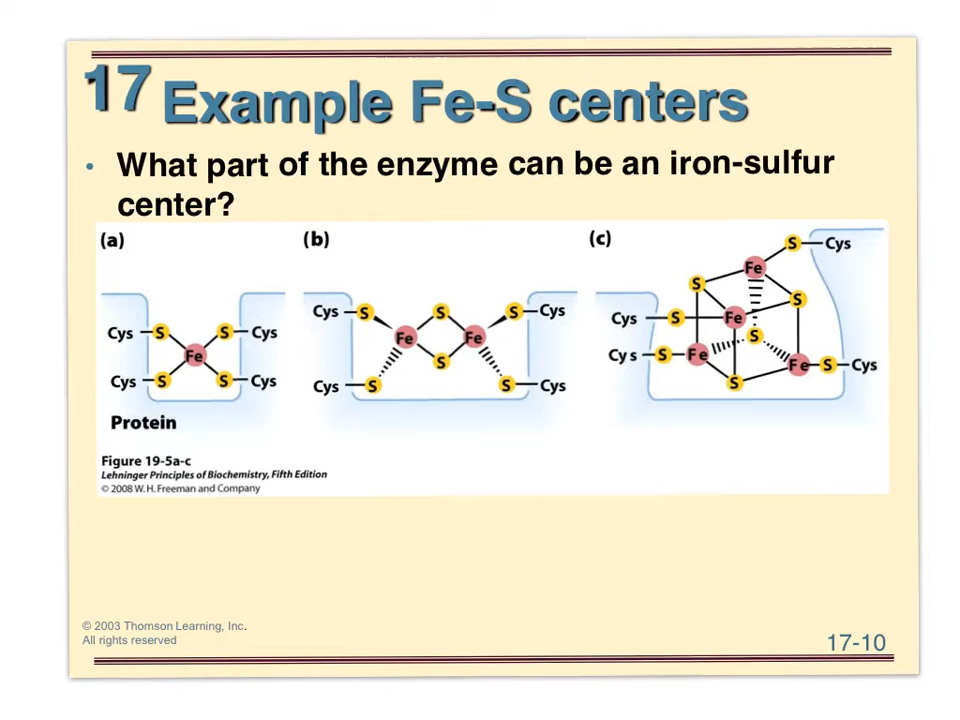 17 Example Fe-S centers
• What part of the enzyme can be an iron-sulfur
center?
(a)
Cys S S Cys
Fe
Cys S S Cys
Protein
(b)
Cys S S S Cys
Fe Fe
S
Cys S S Cys
(c)
S Cys
Fe
S
S
Cys S Fe
S
Cys S Fe
Fe S Cys
S
Figure 19-5a-c
Lehninger Principles of Biochemistry, Fifth Edition
© 2008 W. H. Freeman and Company
© 2003 Thomson Learning, Inc.
All rights reserved
17-10